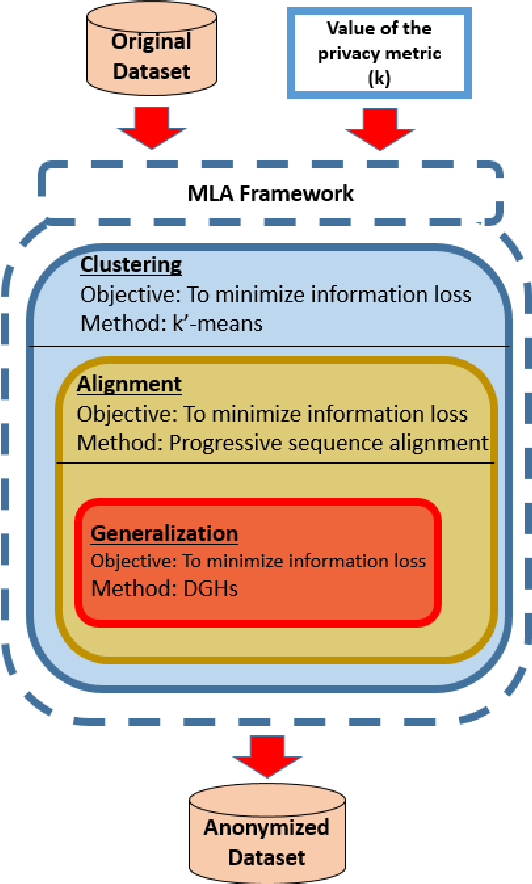 Original
Dataset
Value of the
privacy metric
(k)
MLA Framework
Clustering
Objective: To minimize information loss
Method: k′-means
Alignment
Objective: To minimize information loss
Method: Progressive sequence alignment
Generalization
Objective: To minimize information loss
Method: DGHs
Anonymized
Dataset